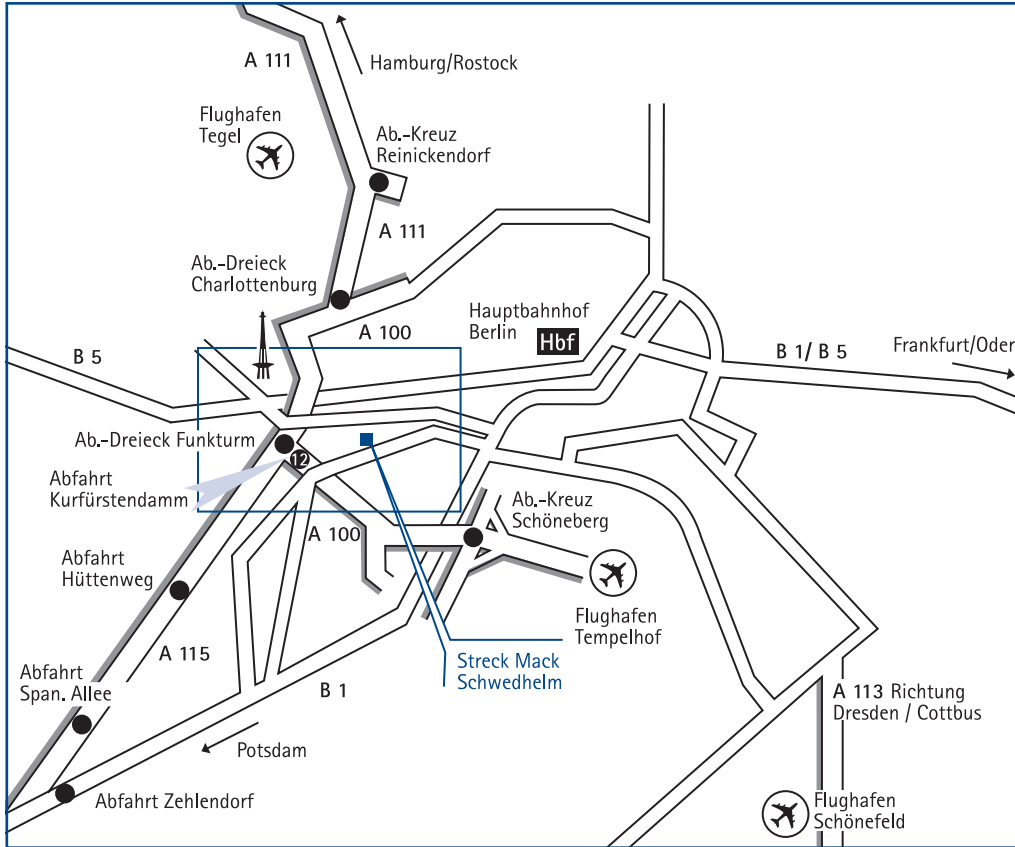 A 111
Hamburg/Rostock
Flughafen
Tegel
Ab.-Kreuz
Reinickendorf
A 111
Ab.-Dreieck
Charlottenburg
Hauptbahnhof
Berlin
Hbf
A 100
B 5
B 1/ B 5
Frankfurt/Oder
Ab.-Dreieck Funkturm
12
Abfahrt
Kurfürstendamm
Ab.-Kreuz
Schöneberg
A 100
Abfahrt
Hüttenweg
Flughafen
Tempelhof
A 115
Streck Mack
Schwedhelm
Abfahrt
Span. Allee
B 1
A 113 Richtung
Dresden / Cottbus
Potsdam
Abfahrt Zehlendorf
Flughafen
Schönefeld